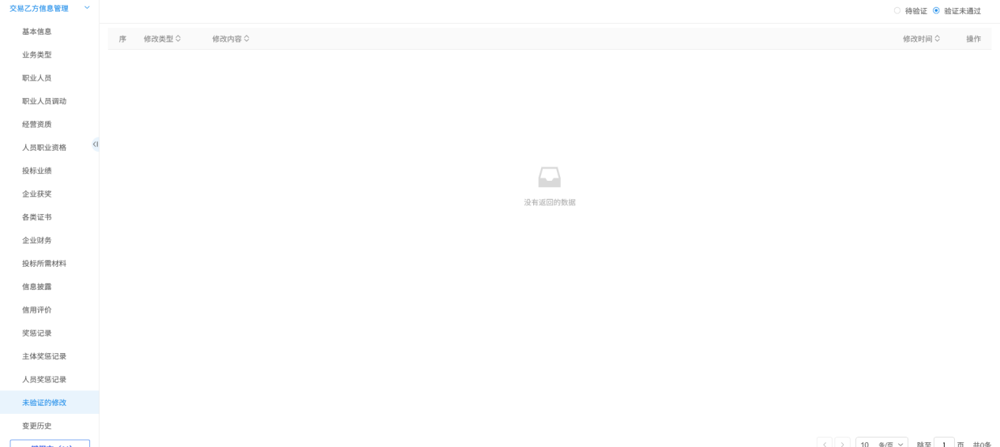 交易乙方信息管理
待验证 验证未通过
基本信息
序 修改类型 修改内容 修改时间 操作
业务类型
职业人员
职业人员调动
经营资质
人员职业资格
投标业绩
企业获奖
没有返回的数据
各类证书
企业财务
投标所需材料
信息披露
信用评价
奖惩记录
主体奖惩记录
人员奖惩记录
未验证的修改
变更历史
10 条/页 跳至 1 页 共0条